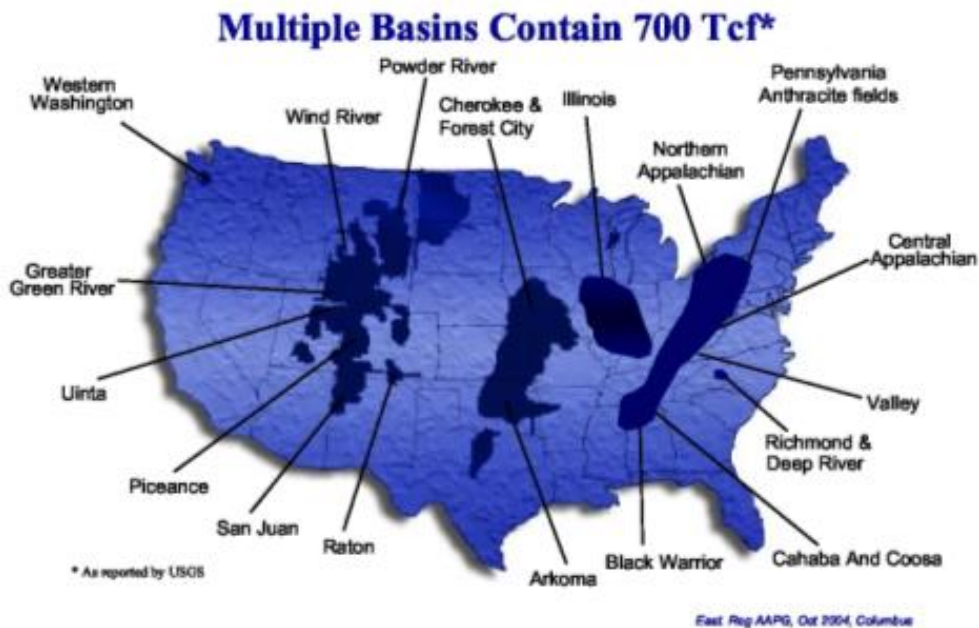 Multiple Basins Contain 700 Tcf*
Powder River
Western
Washington
Wind River
Cherokee &
Forest City
Illinois
Pennsylvania
Anthracite fields
Northern
Appalachian
Central
Appalachian
Greater
Green River
Uinta
Valley
Richmond &
Deep River
Piceance
San Juan
Raton
Arkoma
Black Warrior
Cahaba And Coosa
* As reported by USGS
East Reg AAPG, Oct 2004, Columbus